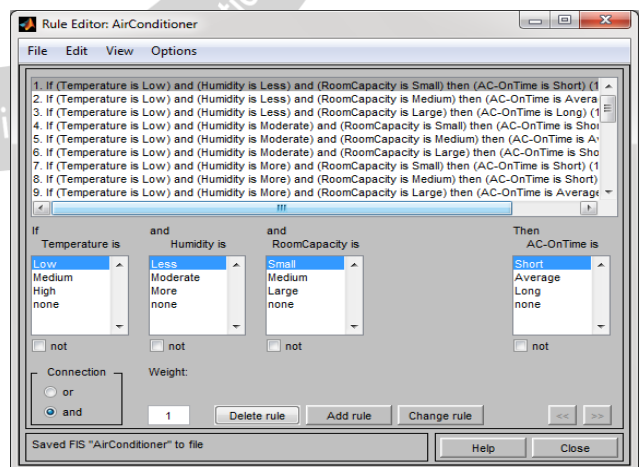 Rule Editor: AirConditioner
File Edit View Options
1. If (Temperature is Low) and (Humidity is Less) and (RoomCapacity is Small) then (AC-OnTime is Short) (1
2. If (Temperature is Low) and (Humidity is Less) and (RoomCapacity is Medium) then (AC-OnTime is Avera
3. If (Temperature is Low) and (Humidity is Less) and (RoomCapacity is Large) then (AC-OnTime is Long) (1
4. If (Temperature is Low) and (Humidity is Moderate) and (RoomCapacity is Small) then (AC-OnTime is Shor
5. If (Temperature is Low) and (Humidity is Moderate) and (RoomCapacity is Medium) then (AC-OnTime is Av
6. If (Temperature is Low) and (Humidity is Moderate) and (RoomCapacity is Large) then (AC-OnTime is Sho
7. If (Temperature is Low) and (Humidity is More) and (RoomCapacity is Small) then (AC-OnTime is Short) (1
8. If (Temperature is Low) and (Humidity is More) and (RoomCapacity is Medium) then (AC-OnTime is Short)
9. If (Temperature is Low) and (Humidity is More) and (RoomCapacity is Large) then (AC-OnTime is Average
If and and Then
Temperature is Humidity is RoomCapacity is AC-OnTime is
Low Less Small Short
Medium Moderate Medium Average
High More Large Long
none none none none
not not not not
Connection Weight:
or
and 1 Delete rule Add rule Change rule << >>
Saved FIS "AirConditioner" to file Help Close